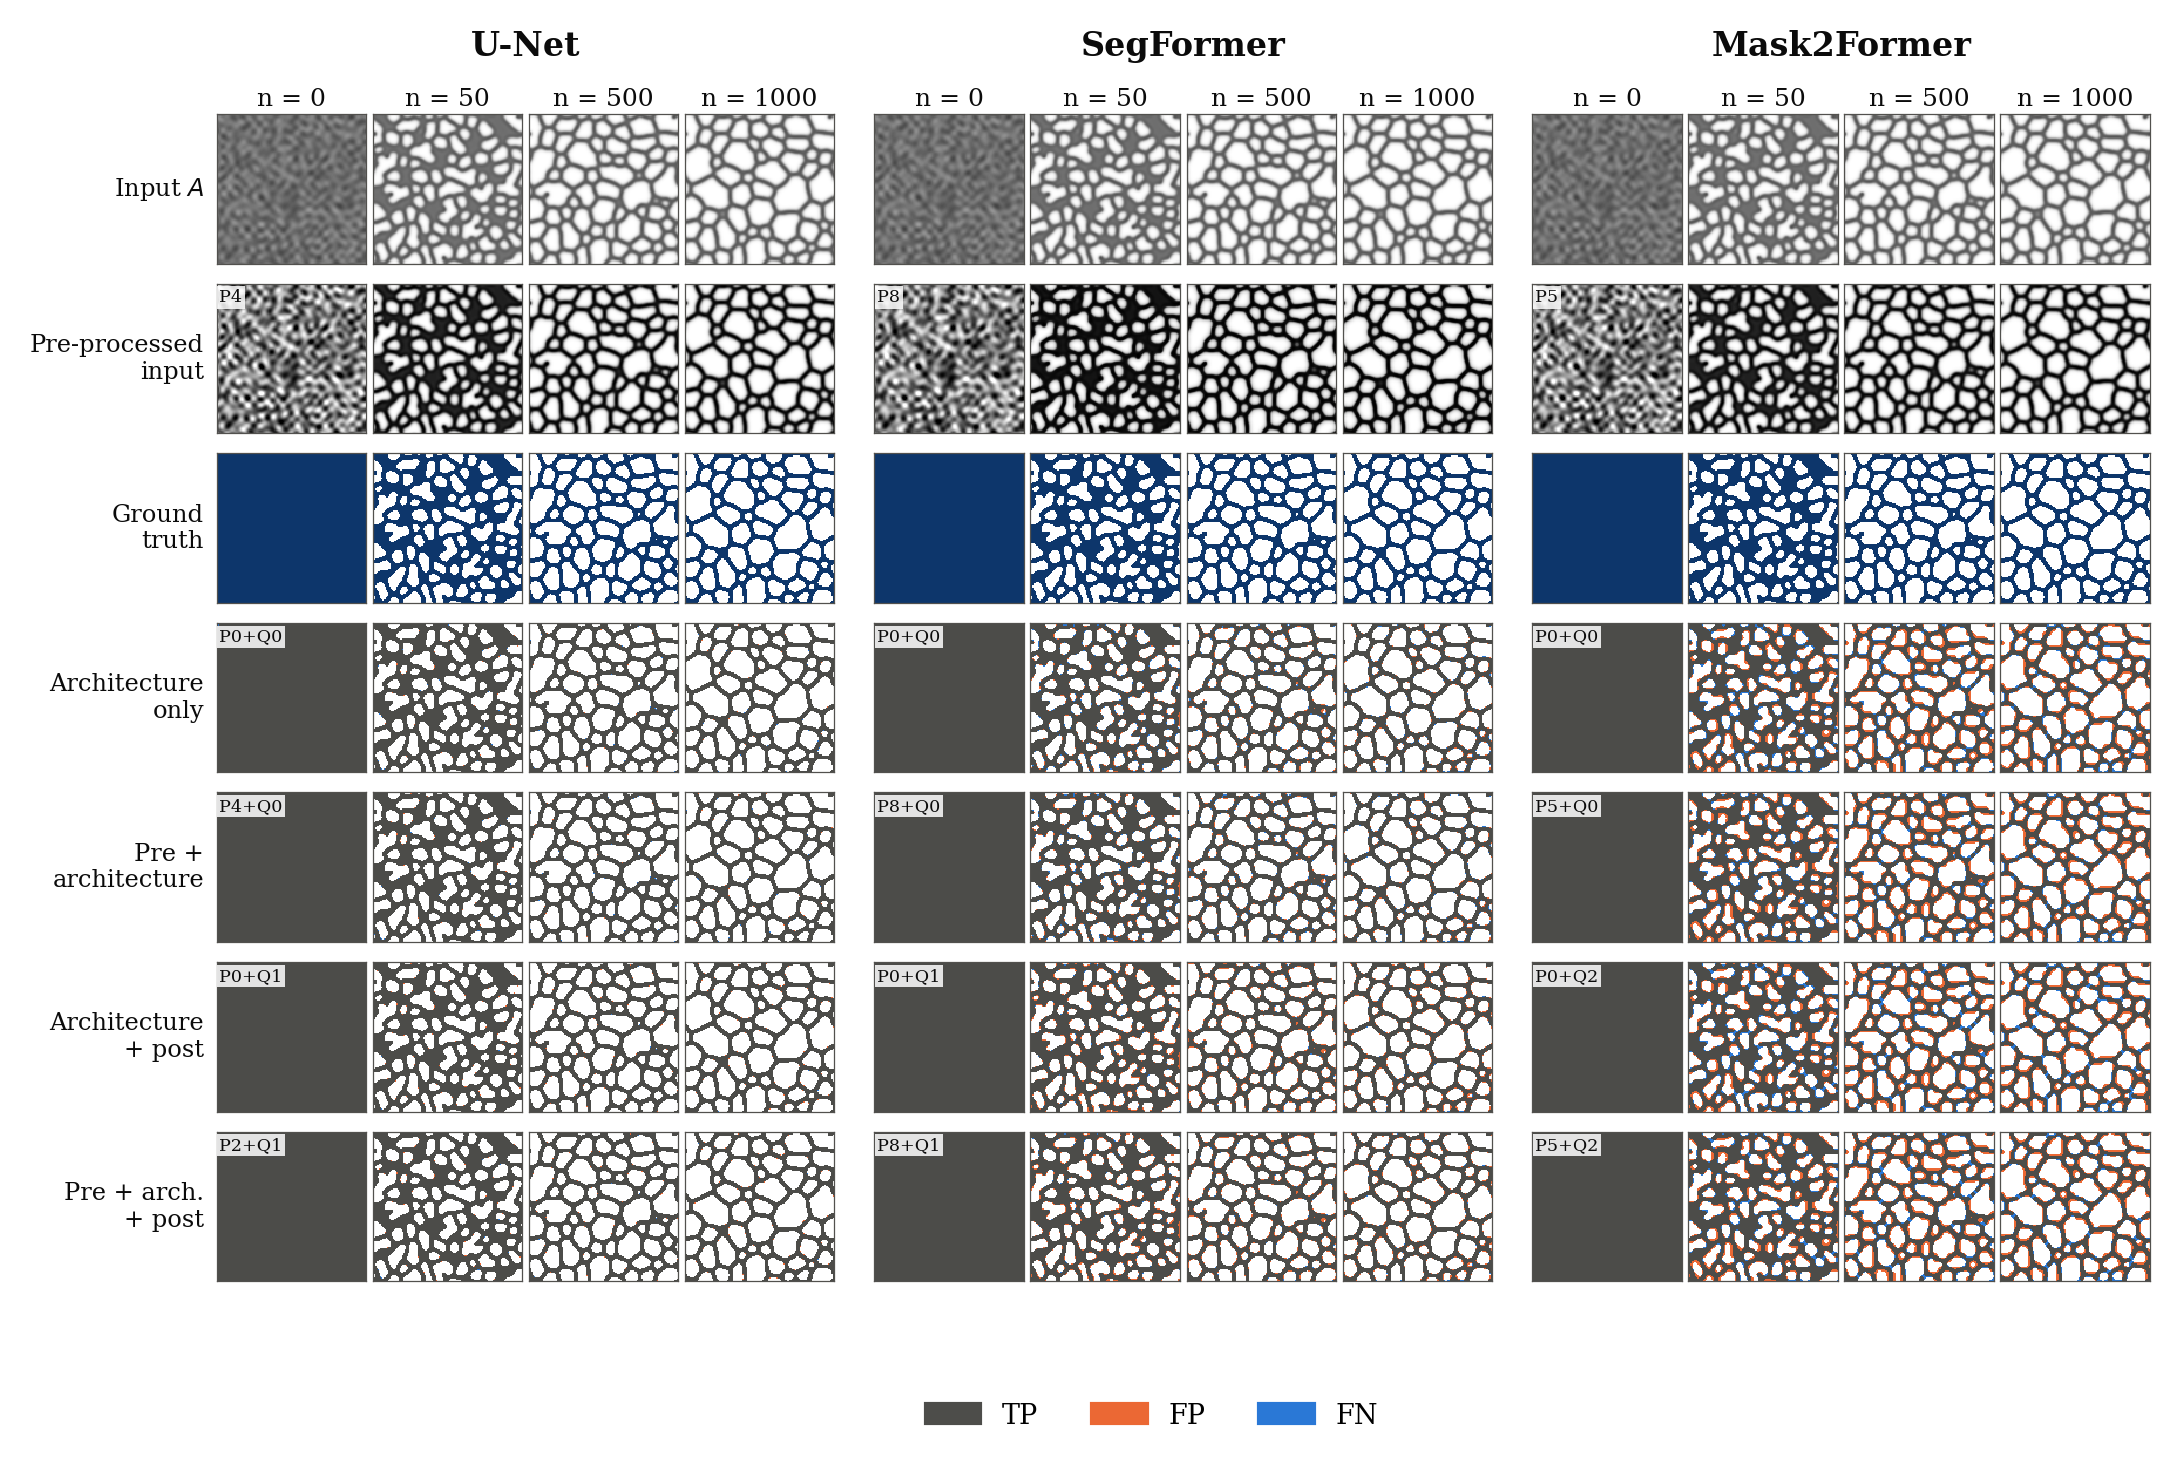 U-Net SegFormer Mask2Former
n = 0 n = 50 n = 500 n = 1000 n = 0 n = 50 n = 500 n = 1000 n = 0 n = 50 n = 500 n = 1000
Input A
P4 P8 P5
Pre-processed
input
Ground
truth
P0+Q0 P0+Q0 P0+Q0
Architecture
only
P4+Q0 P8+Q0 P5+Q0
Pre +
architecture
P0+Q1 P0+Q1 P0+Q2
Architecture
+ post
P2+Q1 P8+Q1 P5+Q2
Pre + arch.
+ post
TP FP FN